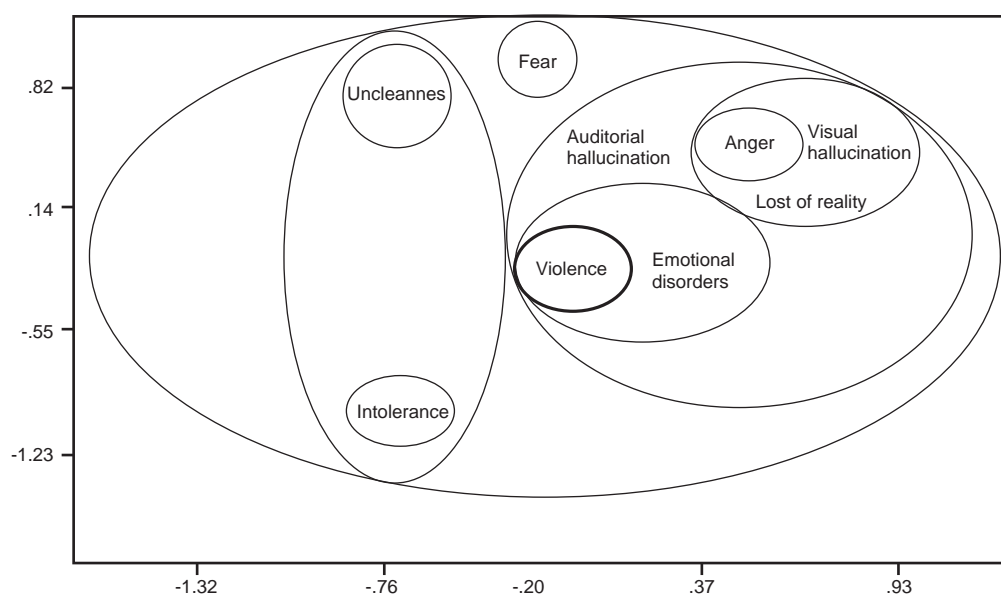 Fear
.82
Uncleannes
Auditorial
hallucination
Anger
Visual
hallucination
Lost of reality
.14
Violence
Emotional
disorders
-.55
Intolerance
-1.23
-1.32
-.76
-.20
.37
.93